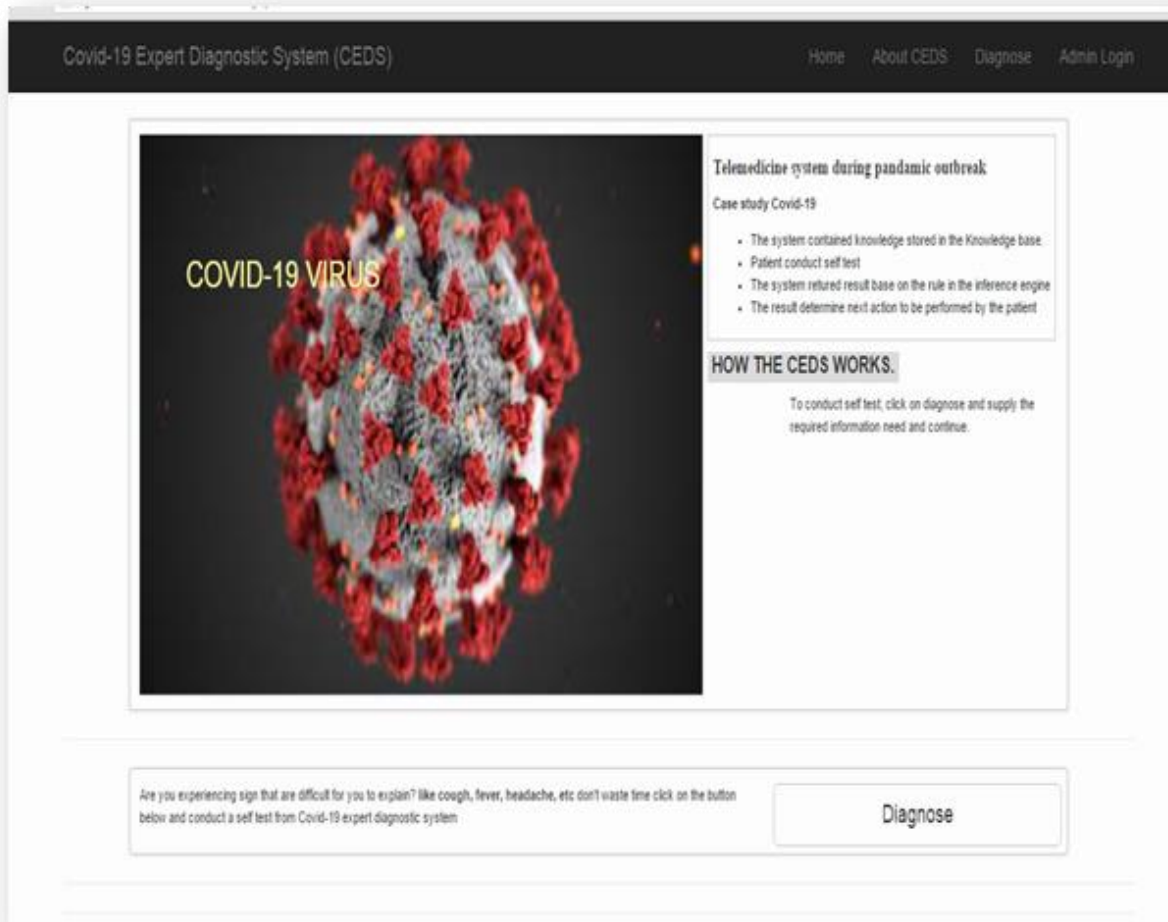 Covid-19 Expert Diagnostic System (CEDS)
Home About CEDS Diagnose Admin Login
COVID-19 VIRUS
Telemedicine system during pandamic outbreak
Case study Covid-19
• The system contained knowledge stored in the Knowledge base.
• Patient conduct self test
• The system retured result base on the rule in the inference engine
• The result determine next action to be performed by the patient
HOW THE CEDS WORKS.
To conduct self test, click on diagnose and supply the
required information need and continue.
Are you experiencing sign that are difficult for you to explain? like cough, fever, headache, etc don't waste time click on the button
below and conduct a self test from Covid-19 expert diagnostic system
Diagnose